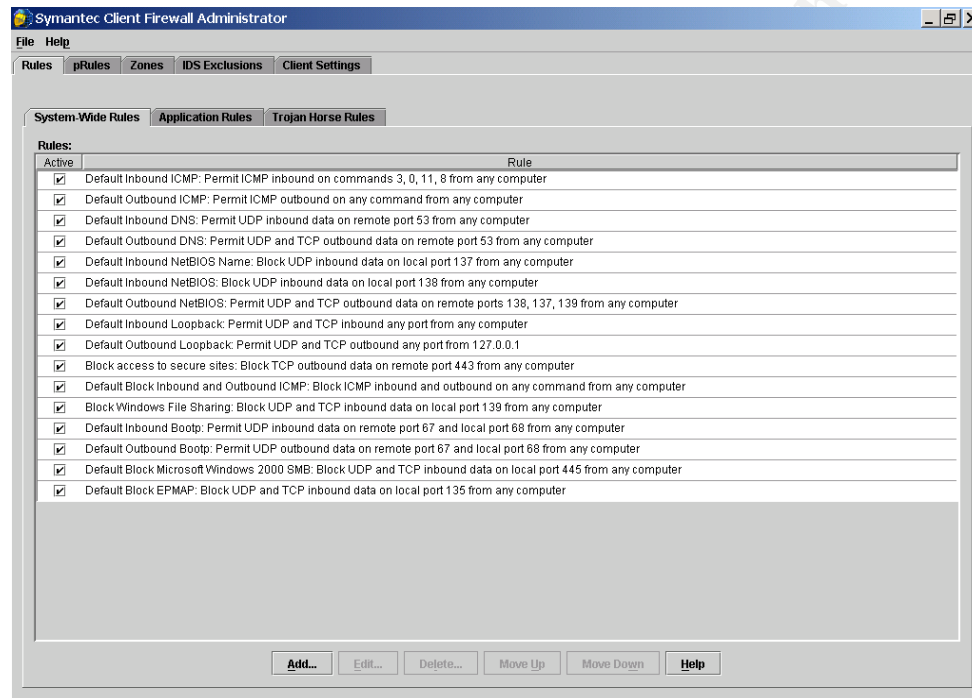 Symantec Client Firewall Administrator
File Help
Rules pRules Zones IDS Exclusions Client Settings
System-Wide Rules Application Rules Trojan Horse Rules
Rules:
Active Rule
Default Inbound ICMP: Permit ICMP inbound on commands 3, 0, 11, 8 from any computer
Default Outbound ICMP: Permit ICMP outbound on any command from any computer
Default Inbound DNS: Permit UDP inbound data on remote port 53 from any computer
Default Outbound DNS: Permit UDP and TCP outbound data on remote port 53 from any computer
Default Inbound NetBIOS Name: Block UDP inbound data on local port 137 from any computer
Default Inbound NetBIOS: Block UDP inbound data on local port 138 from any computer
Default Outbound NetBIOS: Permit UDP and TCP outbound data on remote ports 138, 137, 139 from any computer
Default Inbound Loopback: Permit UDP and TCP inbound any port from any computer
Default Outbound Loopback: Permit UDP and TCP outbound any port from 127.0.0.1
Block access to secure sites: Block TCP outbound data on remote port 443 from any computer
Default Block Inbound and Outbound ICMP: Block ICMP inbound and outbound on any command from any computer
Block Windows File Sharing: Block UDP and TCP inbound data on local port 139 from any computer
Default Inbound Bootp: Permit UDP inbound data on remote port 67 and local port 68 from any computer
Default Outbound Bootp: Permit UDP outbound data on remote port 67 and local port 68 from any computer
Default Block Microsoft Windows 2000 SMB: Block UDP and TCP inbound data on local port 445 from any computer
Default Block EPMAP: Block UDP and TCP inbound data on local port 135 from any computer
Add... Edit... Delete... Move Up Move Down Help